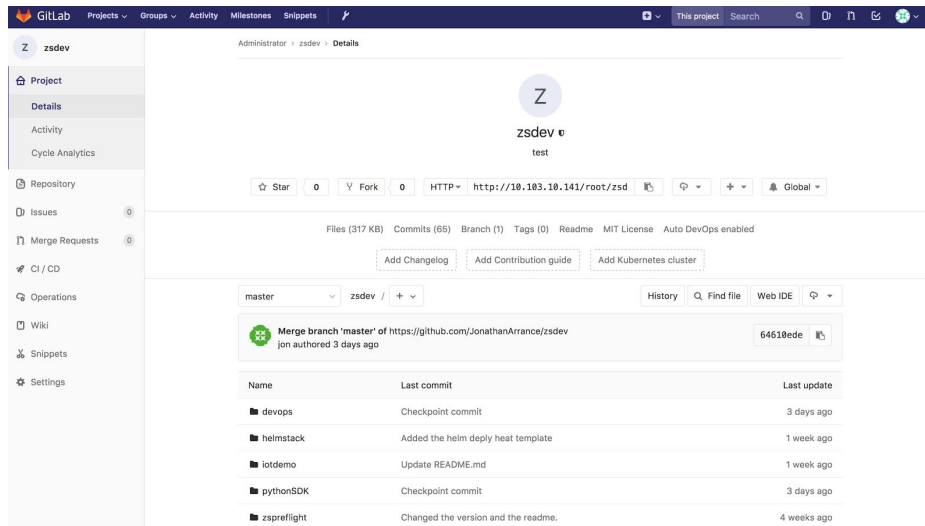 GitLab Projects Groups Activity Milestones Snippets This project Search
Z zsdev
Administrator > zsdev > Details
Project
Details
Activity
Cycle Analytics
Repository
Issues 0
Merge Requests 0
CI / CD
Operations
Wiki
Snippets
Settings
Z
zsdev
test
Star 0 Fork 0 HTTP http://10.103.10.141/root/zsd Global
Files (317 KB) Commits (65) Branch (1) Tags (0) Readme MIT License Auto DevOps enabled
Add Changelog Add Contribution guide Add Kubernetes cluster
master zsdev / + History Find file Web IDE
Merge branch 'master' of https://github.com/JonathanArrance/zsdev
jon authored 3 days ago
64610ede
Name Last commit Last update
devops Checkpoint commit 3 days ago
helmstack Added the helm deply heat template 1 week ago
iotdemo Update README.md 1 week ago
pythonSDK Checkpoint commit 3 days ago
zspreflight Changed the version and the readme. 4 weeks ago